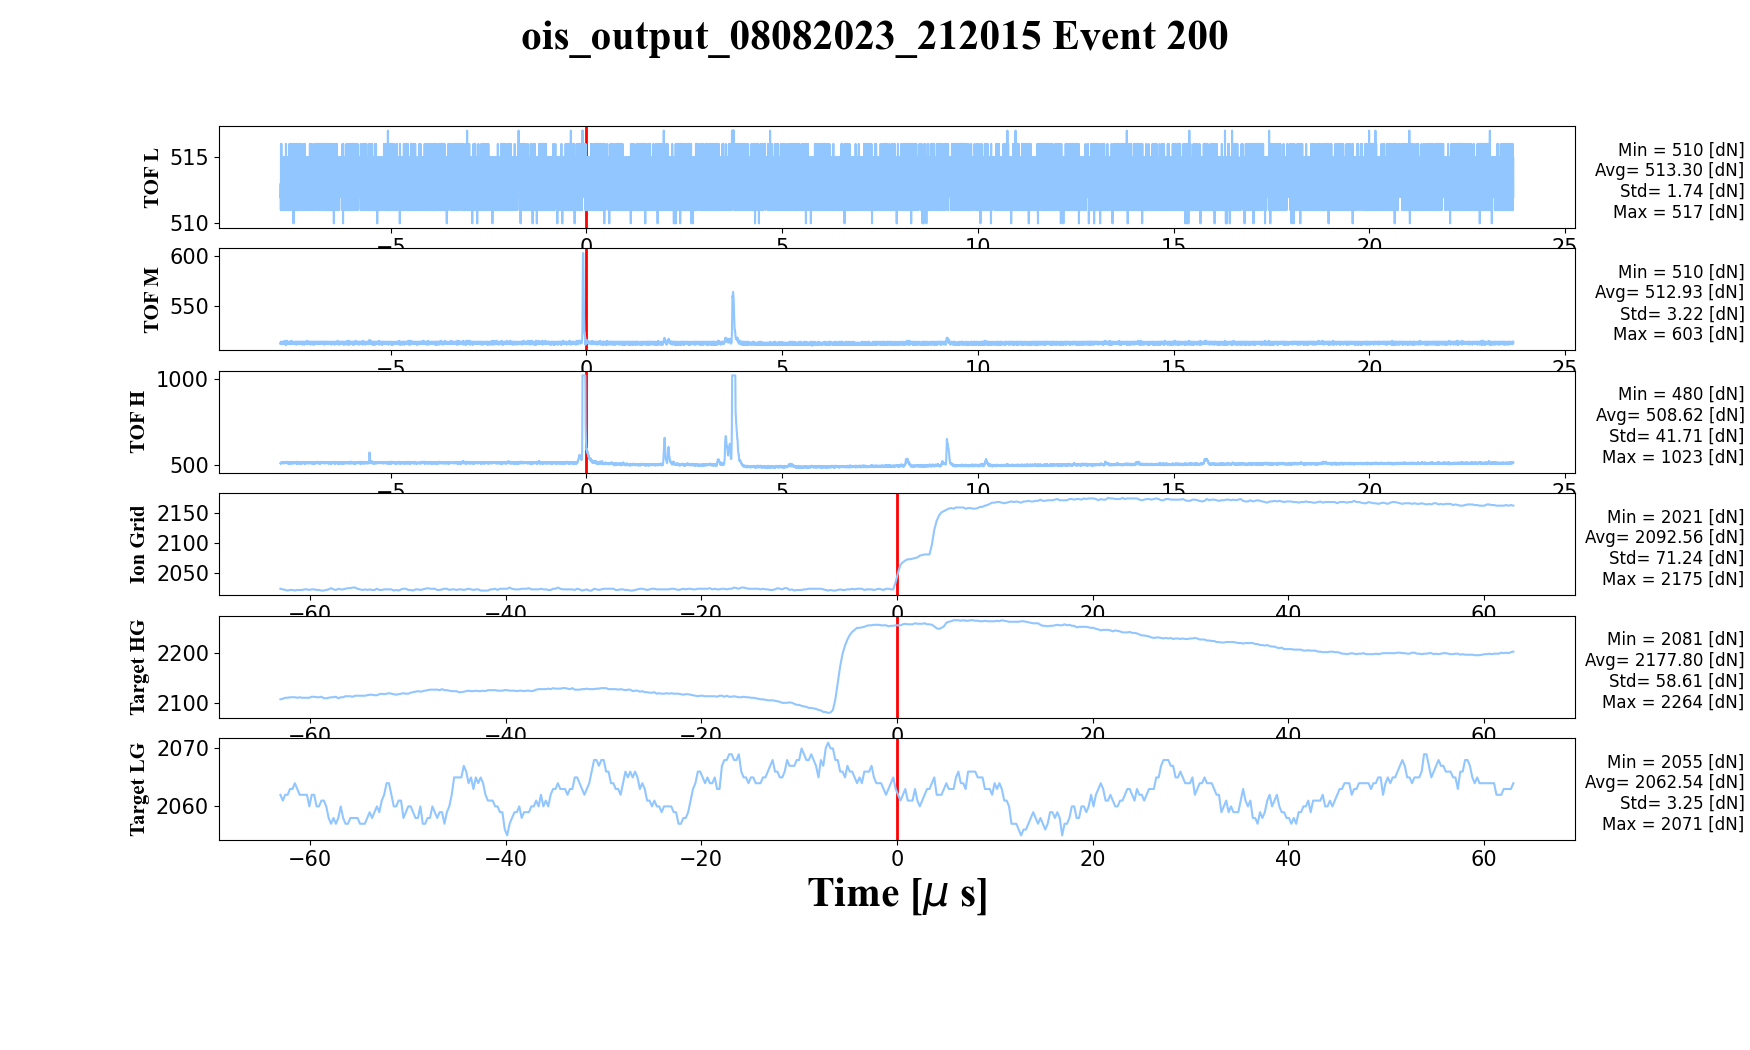 ois_output_08082023_212015 Event 200
TOF L
515
510
−5 0 5 10 15 20 25
Min = 510 [dN]
Avg= 513.30 [dN]
Std= 1.74 [dN]
Max = 517 [dN]
TOF M
600
550
−5 0 5 10 15 20 25
Min = 510 [dN]
Avg= 512.93 [dN]
Std= 3.22 [dN]
Max = 603 [dN]
TOF H
1000
500
−5 0 5 10 15 20 25
Min = 480 [dN]
Avg= 508.62 [dN]
Std= 41.71 [dN]
Max = 1023 [dN]
Ion Grid
2150
2100
2050
−60 −40 −20 0 20 40 60
Min = 2021 [dN]
Avg= 2092.56 [dN]
Std= 71.24 [dN]
Max = 2175 [dN]
Target HG
2200
2100
−60 −40 −20 0 20 40 60
Min = 2081 [dN]
Avg= 2177.80 [dN]
Std= 58.61 [dN]
Max = 2264 [dN]
Target LG
2070
2060
−60 −40 −20 0 20 40 60
Min = 2055 [dN]
Avg= 2062.54 [dN]
Std= 3.25 [dN]
Max = 2071 [dN]
Time [μ s]